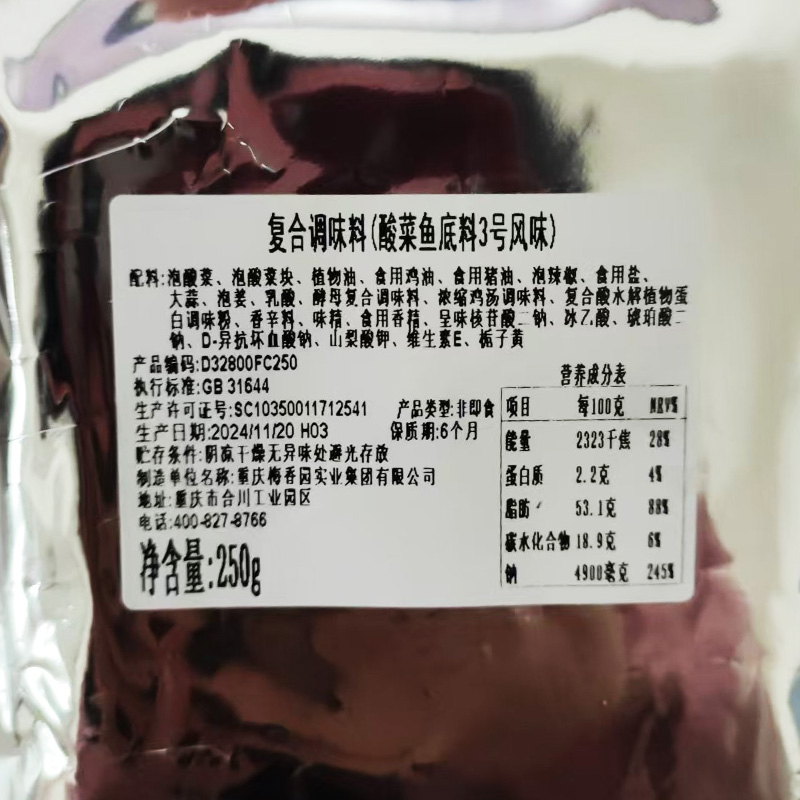 复合调味料(酸菜鱼底料3号风味)
配料:泡酸菜、泡酸菜块、植物油、食用鸡油、食用猪油、泡辣椒、食用盐、
大蒜、泡姜、乳酸、酵母复合调味料、浓缩鸡汤调味料、复合酸水解植物蛋
白调味粉、香辛料、味精、食用香精、呈味核苷酸二钠、冰乙酸、琥珀酸二
钠、D-异抗坏血酸钠、山梨酸钾、维生素E、栀子黄
产品编码:D32800FC250
执行标准:GB 31644
生产许可证号:SC10350011712541 产品类型:非即食
生产日期:2024/11/20 H03 保质期:6个月
贮存条件:阴凉干燥无异味处避光存放
制造单位名称:重庆梅香园实业集团有限公司
地址:重庆市合川工业园区
电话:400-827-8766
净含量:250g
营养成分表
项目 每100克 NRV%
能量 2323千焦 28%
蛋白质 2.2克 4%
脂肪 53.1克 88%
碳水化合物 18.9克 6%
钠 4900毫克 245%